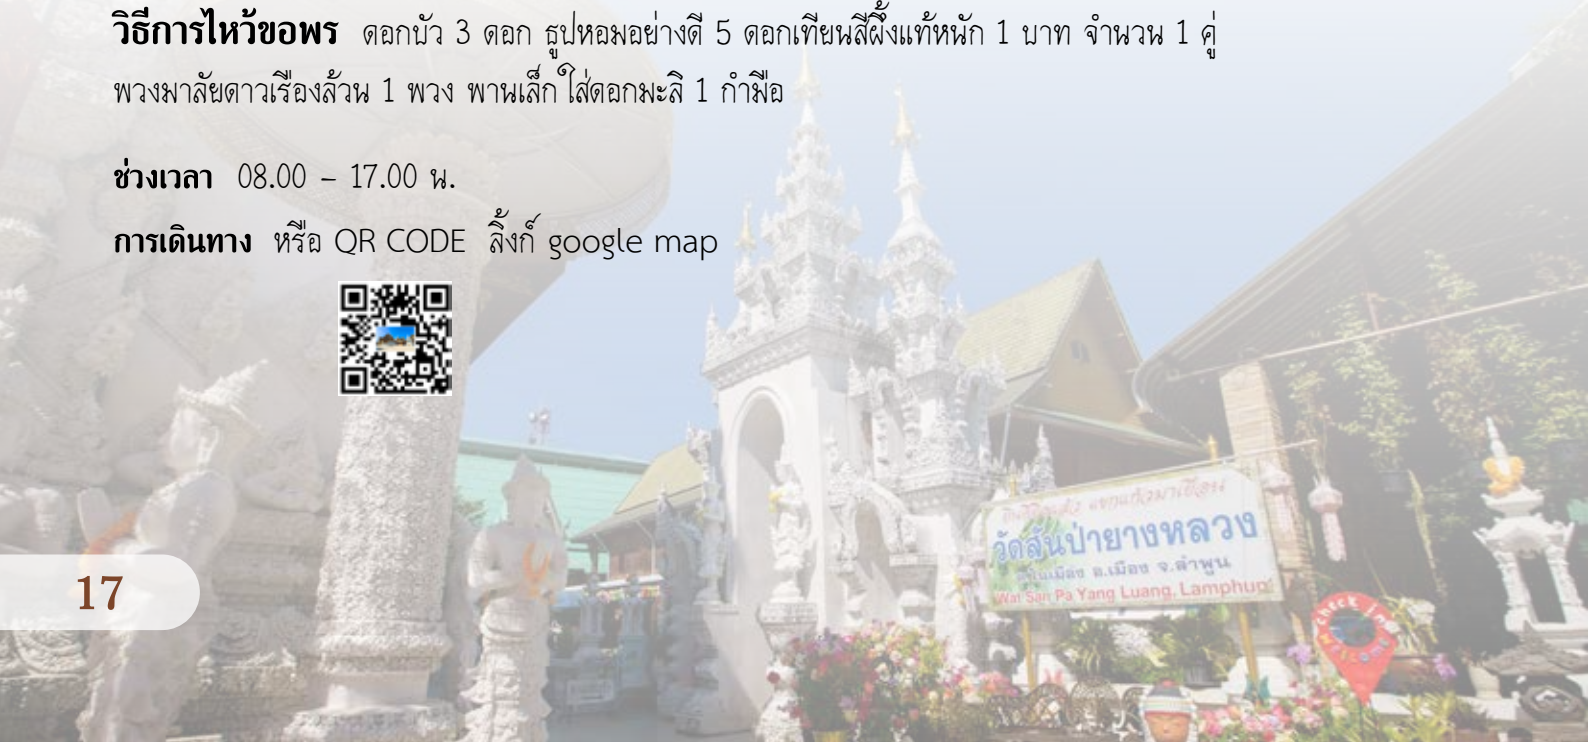 วิธีการไหว้ขอพร ดอกบัว 3 ดอก ธูปหอมอย่างดี 5 ดอกเทียนสีผึ้งแท้หนัก 1 บาท จำนวน 1 คู่
พวงมาลัยดาวเรืองล้วน 1 พวง พานเล็กใส่ดอกมะลิ 1 กำมือ
ช่วงเวลา 08.00 – 17.00 น.
การเดินทาง หรือ QR CODE ลิ้งก์ google map
วัดสันป่ายางหลวง
อ.เมือง จ.ลำพูน
Wat San Pa Yang Luang, Lamphun
check in
welcome
17